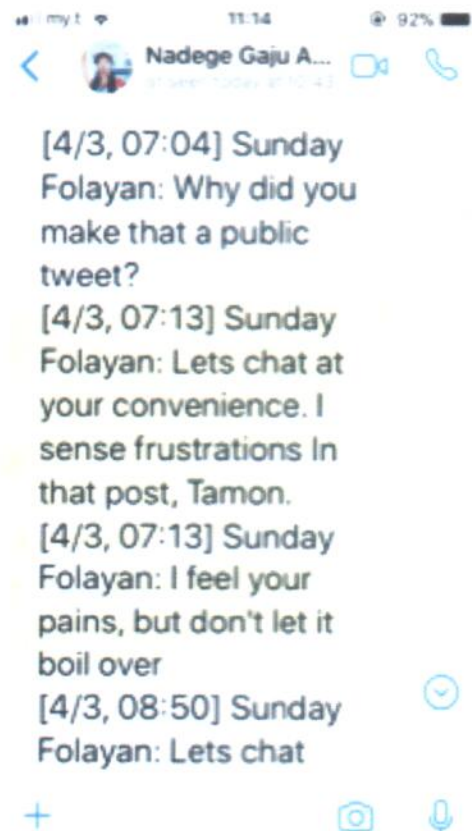 my.t 11:14 92%
Nadege Gaju A...
[4/3, 07:04] Sunday
Folayan: Why did you
make that a public
tweet?
[4/3, 07:13] Sunday
Folayan: Lets chat at
your convenience. I
sense frustrations In
that post, Tamon.
[4/3, 07:13] Sunday
Folayan: I feel your
pains, but don't let it
boil over
[4/3, 08:50] Sunday
Folayan: Lets chat